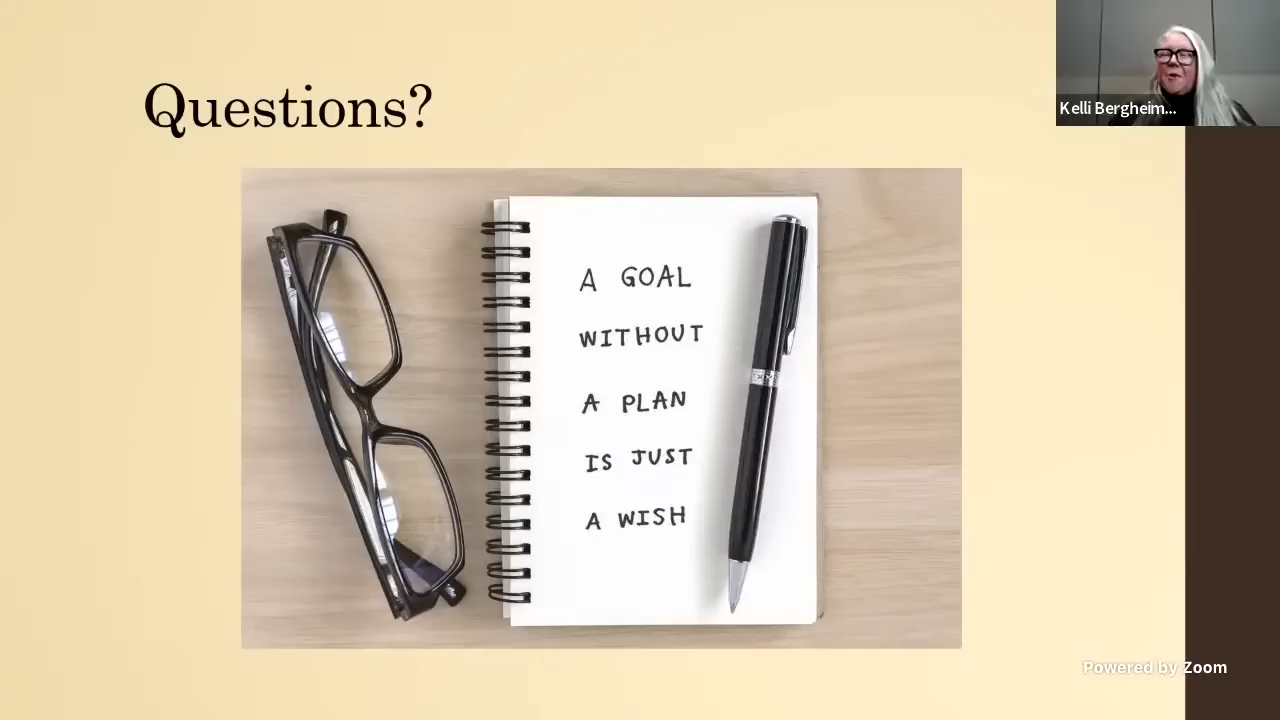 Questions?
Kelli Bergheim...
A GOAL
WITHOUT
A PLAN
IS JUST
A WISH
Powered by Zoom